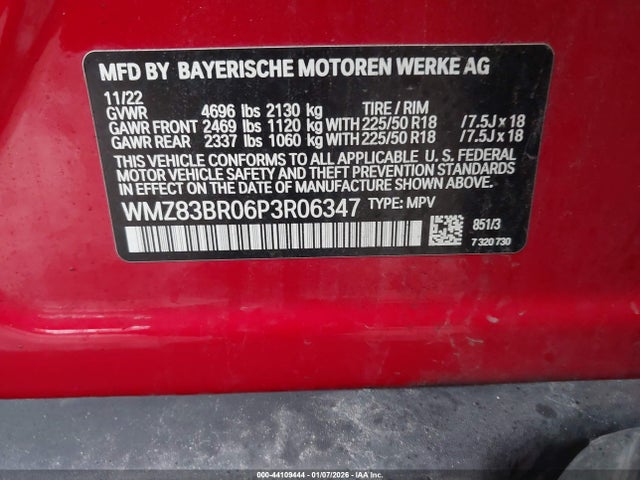 MFD BY BAYERISCHE MOTOREN WERKE AG
11/22
GVWR 4696 lbs 2130 kg TIRE / RIM
GAWR FRONT 2469 lbs 1120 kg WITH 225/50 R18 /7.5J x 18
GAWR REAR 2337 lbs 1060 kg WITH 225/50 R18 /7.5J x 18
THIS VEHICLE CONFORMS TO ALL APPLICABLE U. S. FEDERAL
MOTOR VEHICLE SAFETY AND THEFT PREVENTION STANDARDS
IN EFFECT ON THE DATE OF MANUFACTURE SHOWN ABOVE.
WMZ83BR06P3R06347 TYPE: MPV
851/3
7 320 730
000-44109444 - 01/07/2026 - IAA Inc.